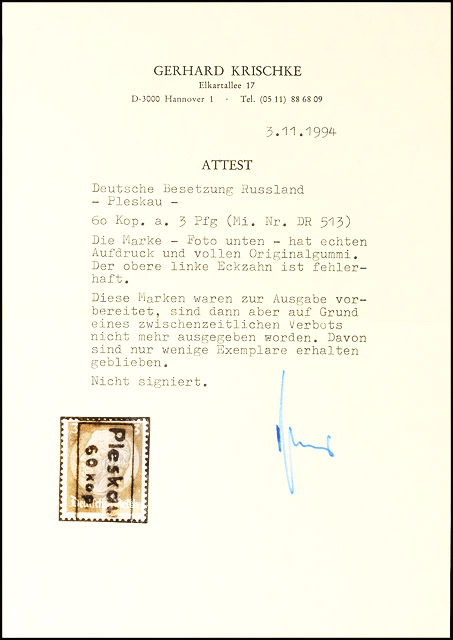 GERHARD KRISCHKE
Elkartallee 17
D-3000 Hannover 1 · Tel. (05 11) 88 68 09
3.11.1994
ATTEST
Deutsche Besetzung Russland
- Pleskau -
60 Kop. a. 3 Pfg (Mi. Nr. DR 513)
Die Marke - Foto unten - hat echten
Aufdruck und vollen Originalgummi.
Der obere linke Eckzahn ist fehler-
haft.
Diese Marken waren zur Ausgabe vor-
bereitet, sind dann aber auf Grund
eines zwischenzeitlichen Verbots
nicht mehr ausgegeben worden. Davon
sind nur wenige Exemplare erhalten
geblieben.
Nicht signiert.
Pleskau
60 Kop